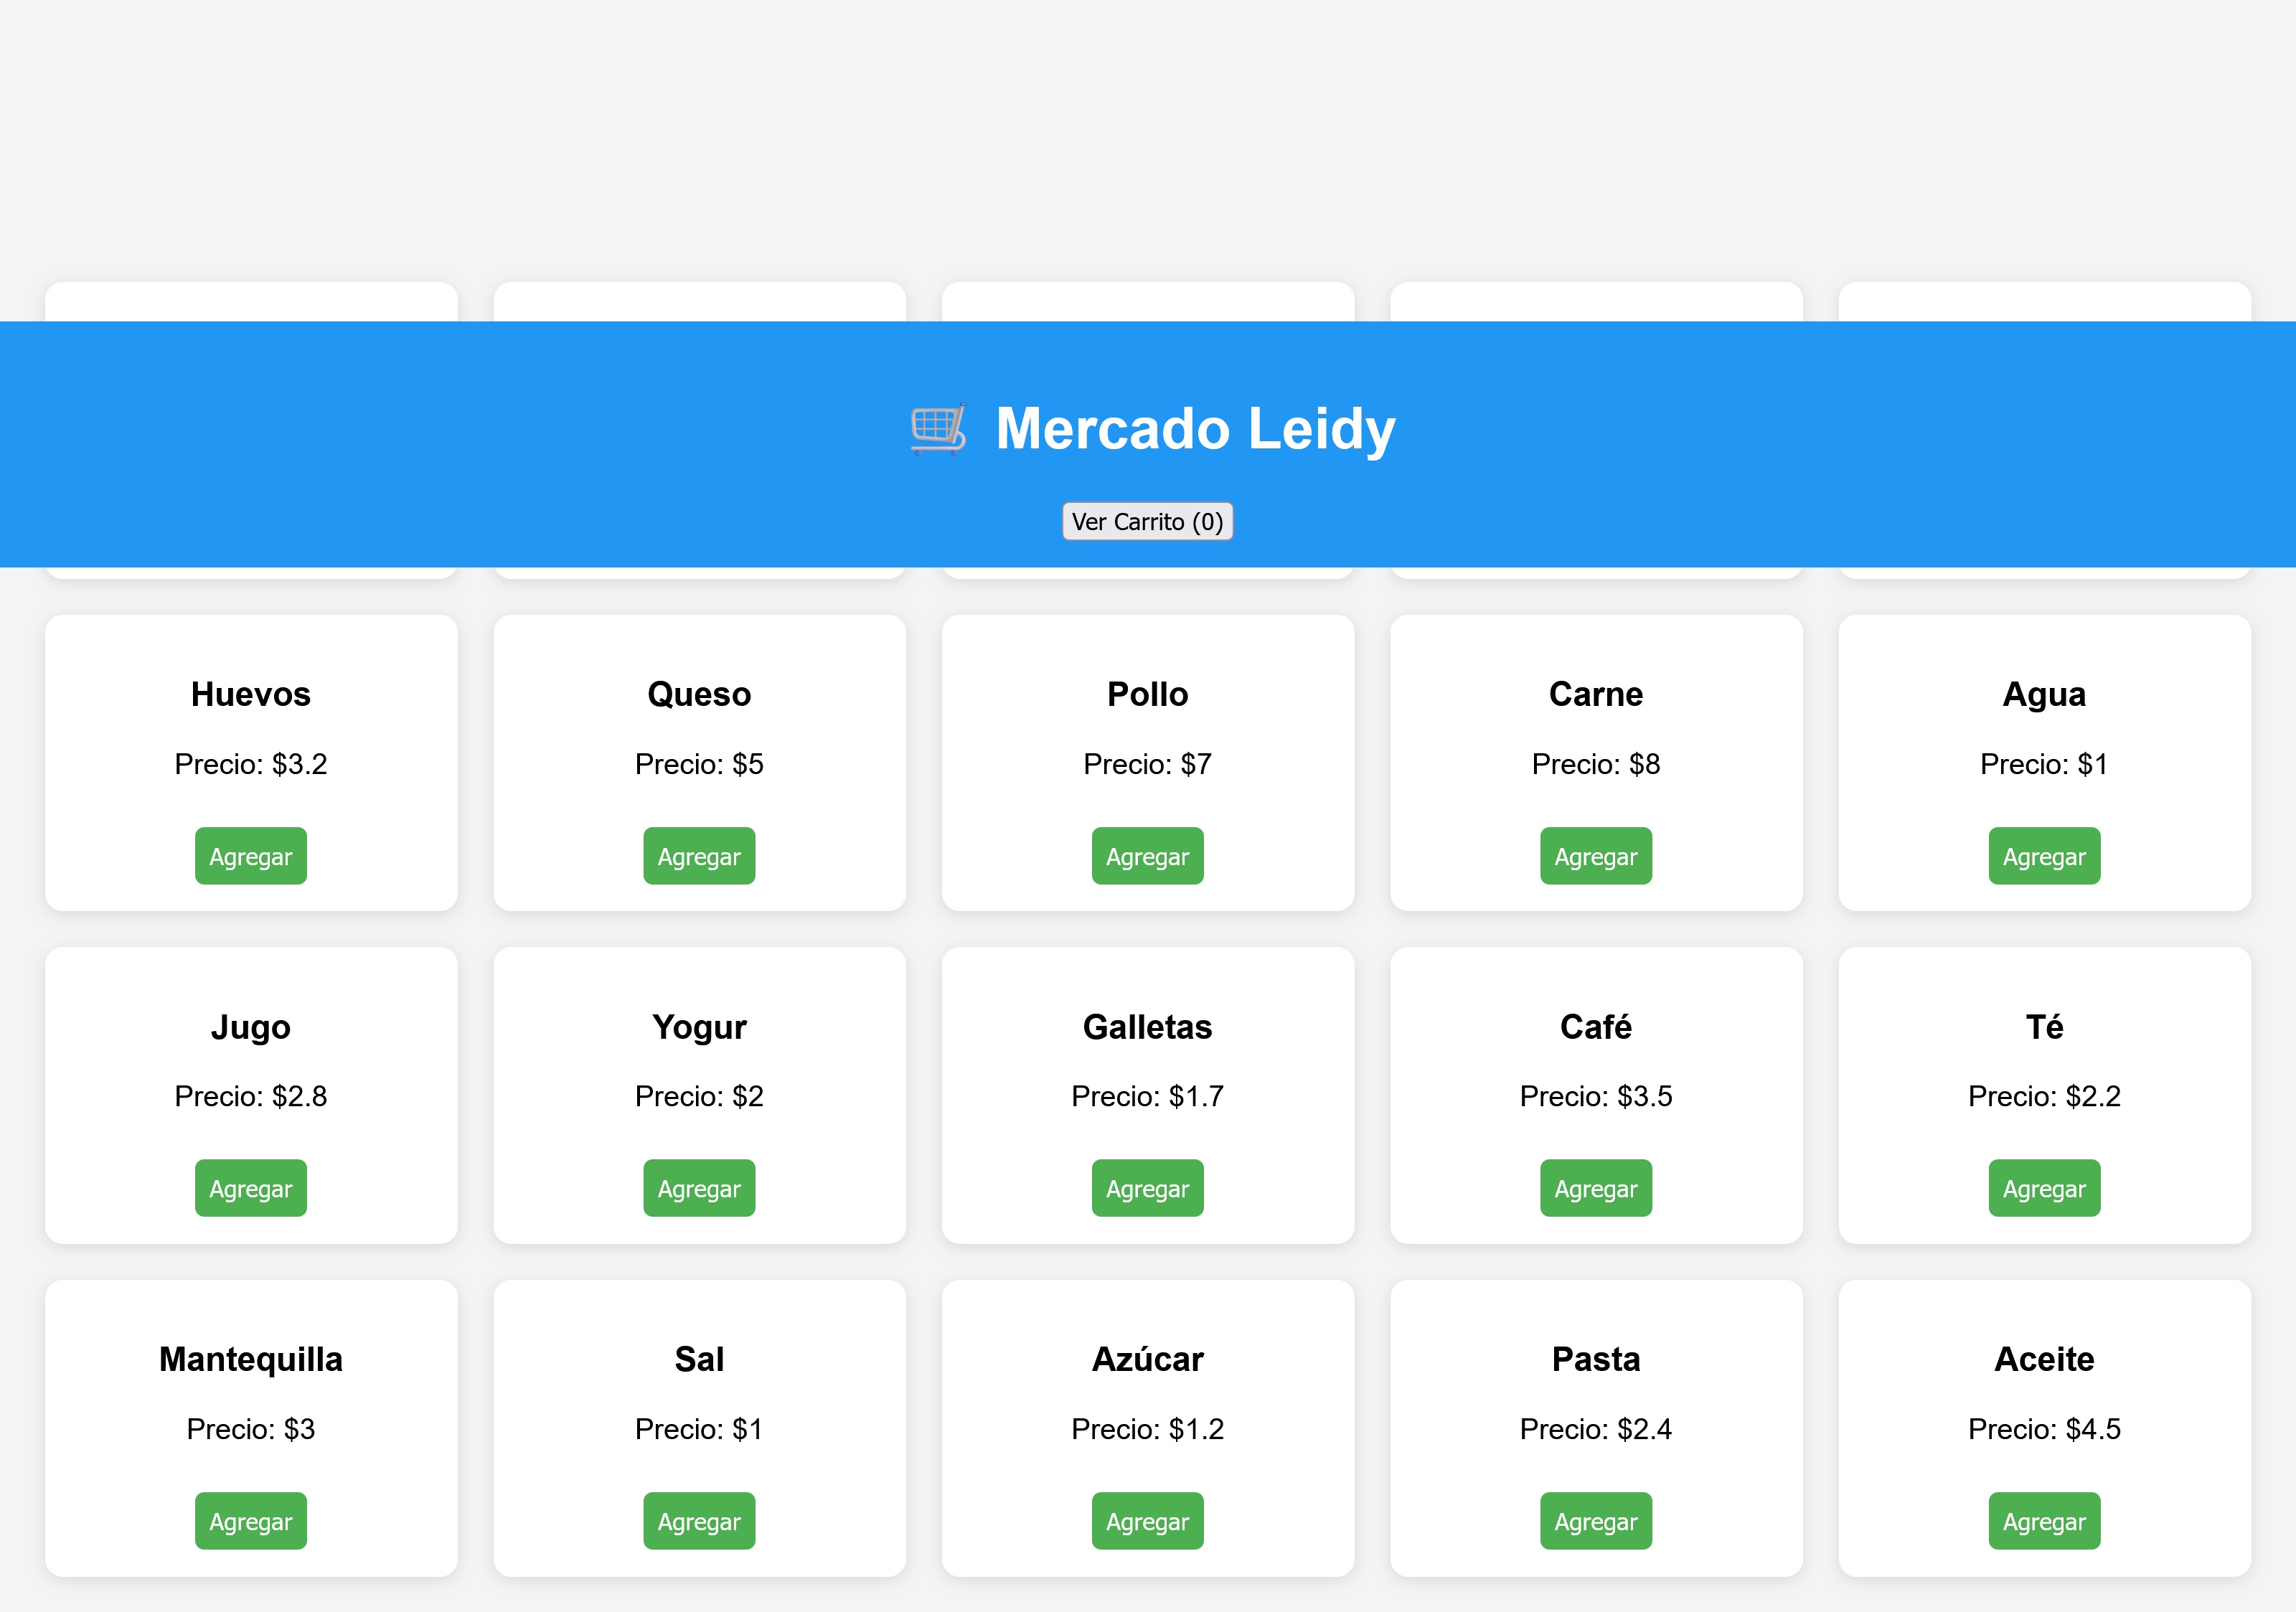 Mercado Leidy
Ver Carrito (0)
Huevos
Precio: $3.2
Agregar
Queso
Precio: $5
Agregar
Pollo
Precio: $7
Agregar
Carne
Precio: $8
Agregar
Agua
Precio: $1
Agregar
Jugo
Precio: $2.8
Agregar
Yogur
Precio: $2
Agregar
Galletas
Precio: $1.7
Agregar
Café
Precio: $3.5
Agregar
Té
Precio: $2.2
Agregar
Mantequilla
Precio: $3
Agregar
Sal
Precio: $1
Agregar
Azúcar
Precio: $1.2
Agregar
Pasta
Precio: $2.4
Agregar
Aceite
Precio: $4.5
Agregar